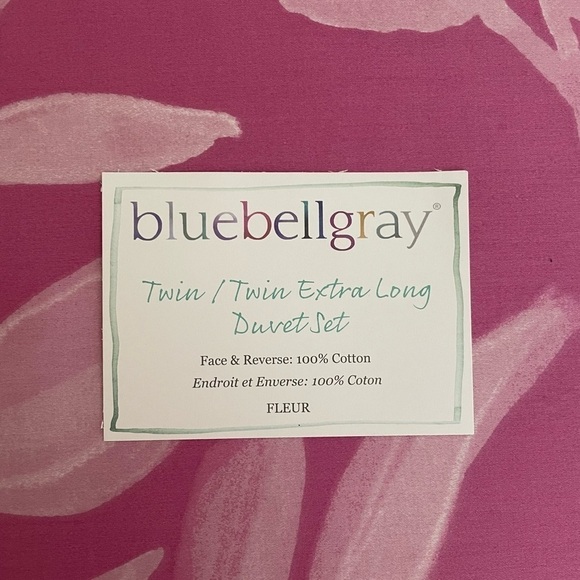 bluebellgray®
Twin / Twin Extra Long
Duvet Set
Face & Reverse: 100% Cotton
Endroit et Enverse: 100% Coton
FLEUR